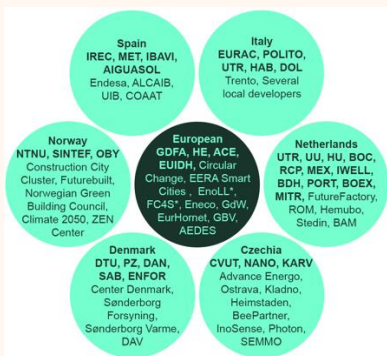 Spain
IREC, MET, IBAVI,
AIGUASOL
Endesa, ALCAIB,
UIB, COAAT
Italy
EURAC, POLITO,
UTR, HAB, DOL
Trento, Several
local developers
Norway
NTNU, SINTEF, OBY
Construction City
Cluster, Futurebuilt,
Norwegian Green
Building Council,
Climate 2050, ZEN
Center
European
GDFA, HE, ACE,
EUIDH, Circular
Change, EERA Smart
Cities , EnoLL*,
FC4S*, Eneco, GdW,
EurHornet, GBV,
AEDES
Netherlands
UTR, UU, HU, BOC,
RCP, MEX, IWELL,
BDH, PORT, BOEX,
MITR, FutureFactory,
ROM, Hemubo,
Stedin, BAM
Denmark
DTU, PZ, DAN,
SAB, ENFOR
Center Denmark,
Sønderborg
Forsyning,
Sønderborg Varme,
DAV
Czechia
CVUT, NANO, KARV
Advance Energo,
Ostrava, Kladno,
Heimstaden,
BeePartner,
InoSense, Photon,
SEMMO